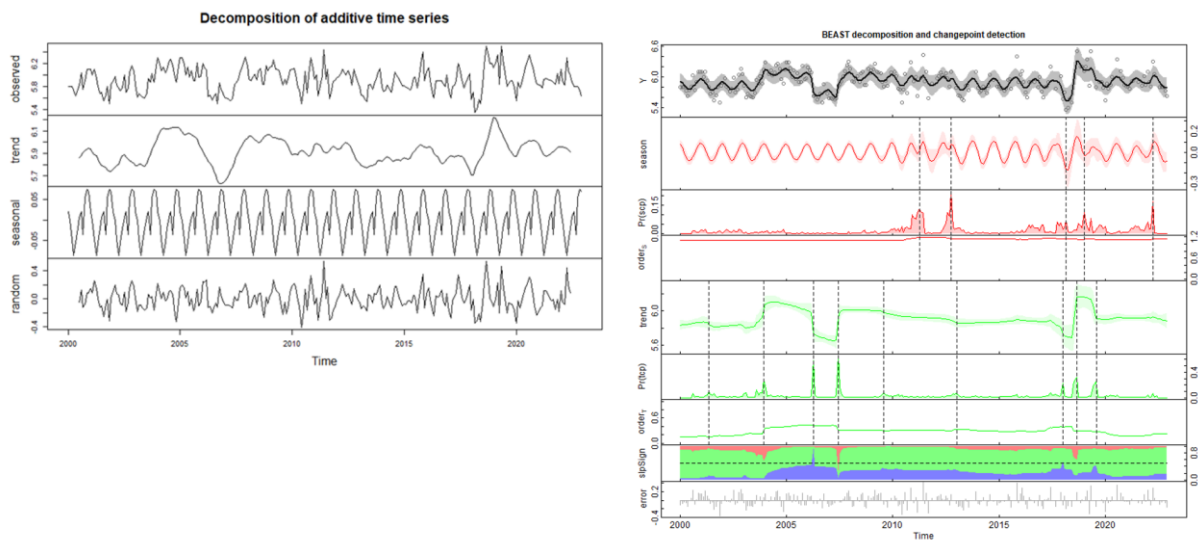 Decomposition of additive time series
observed
5.4 5.8 6.2
trend
5.7 5.9 6.1
seasonal
-0.05 0.05
random
-0.4 0.0 0.4
2000 2005 2010 2015 2020
Time
BEAST decomposition and changepoint detection
Y
5.4 6.0 6.6
season
-0.3 0.0 0.2
Pr(scp)
0.00 0.15
orderS
0.0 0.6 1.2
trend
5.6 6.0
Pr(tcp)
0.0 0.4
orderT
0.0 0.6
slpSign
0.0 0.8
error
-0.4 0.2
2000 2005 2010 2015 2020
Time